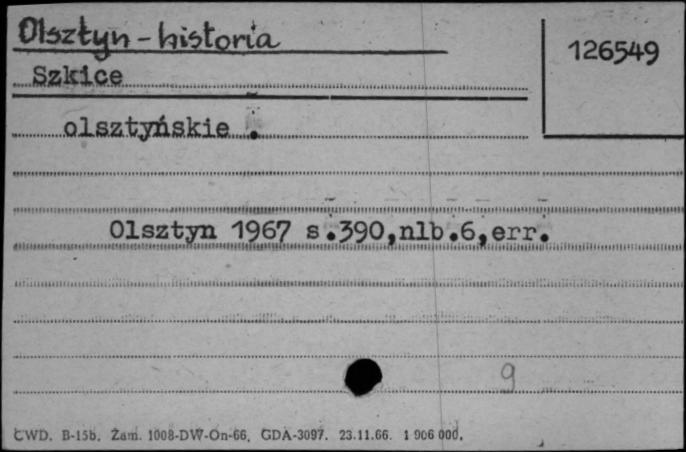 Olsztyn - historia
126549
Szkice
olsztyńskie .
Olsztyn 1967 s.390,nlb.6,err.
9
CWD. B-15b. Zam. 1008-DW-On-66. GDA-3097. 23.11.66. 1 906 000.